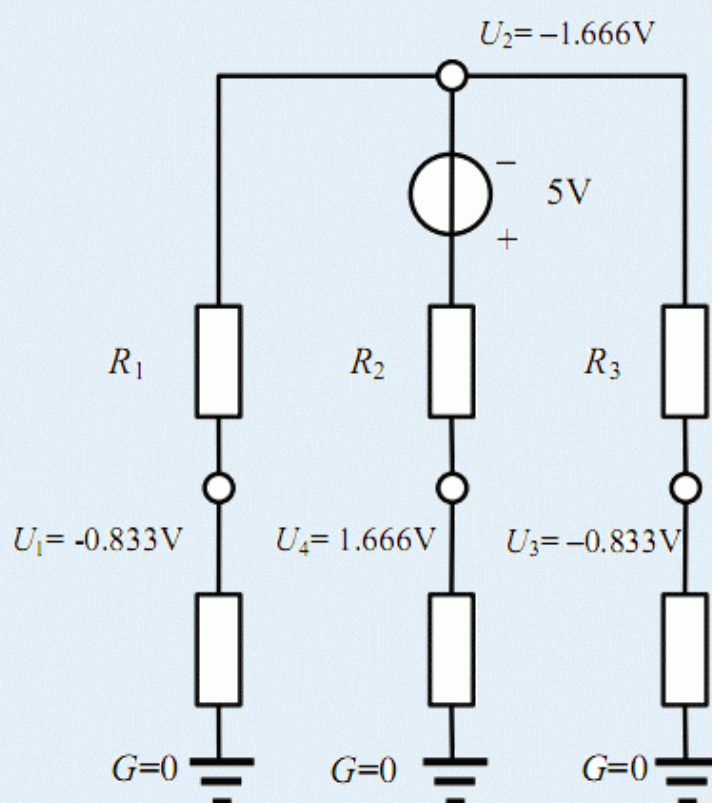 U₂= –1.666V
–
5V
+
R₁
R₂
R₃
U₁= -0.833V
U₄= 1.666V
U₃= –0.833V
G=0
G=0
G=0